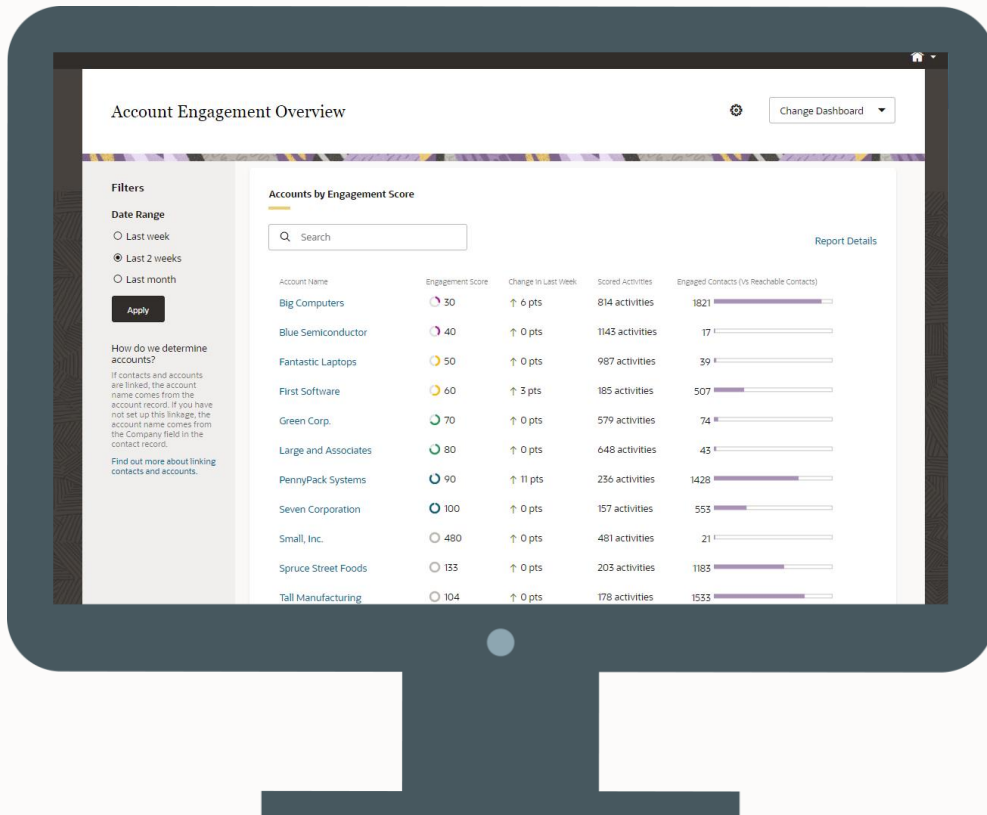 Account Engagement Overview
Change Dashboard
Filters
Date Range
Last week
Last 2 weeks
Last month
Apply
How do we determine
accounts?
If contacts and accounts
are linked, the account
name comes from the
account record. If you have
not set up this linkage, the
account name comes from
the Company field in the
contact record.
Find out more about linking
contacts and accounts.
Accounts by Engagement Score
Search
Report Details
Account Name Engagement Score Change In Last Week Scored Activities Engaged Contacts (Vs Reachable Contacts)
Big Computers 30 ↑ 6 pts 814 activities 1821
Blue Semiconductor 40 ↑ 0 pts 1143 activities 17
Fantastic Laptops 50 ↑ 0 pts 987 activities 39
First Software 60 ↑ 3 pts 185 activities 507
Green Corp. 70 ↑ 0 pts 579 activities 74
Large and Associates 80 ↑ 0 pts 648 activities 43
PennyPack Systems 90 ↑ 11 pts 236 activities 1428
Seven Corporation 100 ↑ 0 pts 157 activities 553
Small, Inc. 480 ↑ 0 pts 481 activities 21
Spruce Street Foods 133 ↑ 0 pts 203 activities 1183
Tall Manufacturing 104 ↑ 0 pts 178 activities 1533